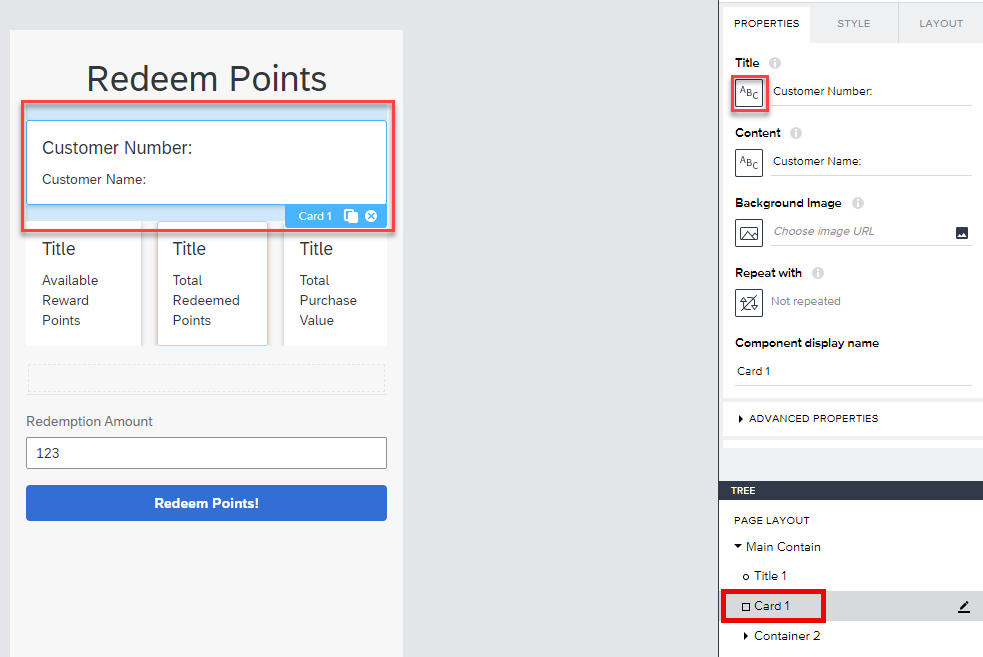 Redeem Points
Customer Number:
Customer Name:
Card 1
Title
Available
Reward
Points
Title
Total
Redeemed
Points
Title
Total
Purchase
Value
Redemption Amount
123
Redeem Points!
PROPERTIES STYLE LAYOUT
Title
ABC Customer Number:
Content
ABC Customer Name:
Background Image
Choose image URL
Repeat with
Not repeated
Component display name
Card 1
ADVANCED PROPERTIES
TREE
PAGE LAYOUT
Main Contain
Title 1
Card 1
Container 2